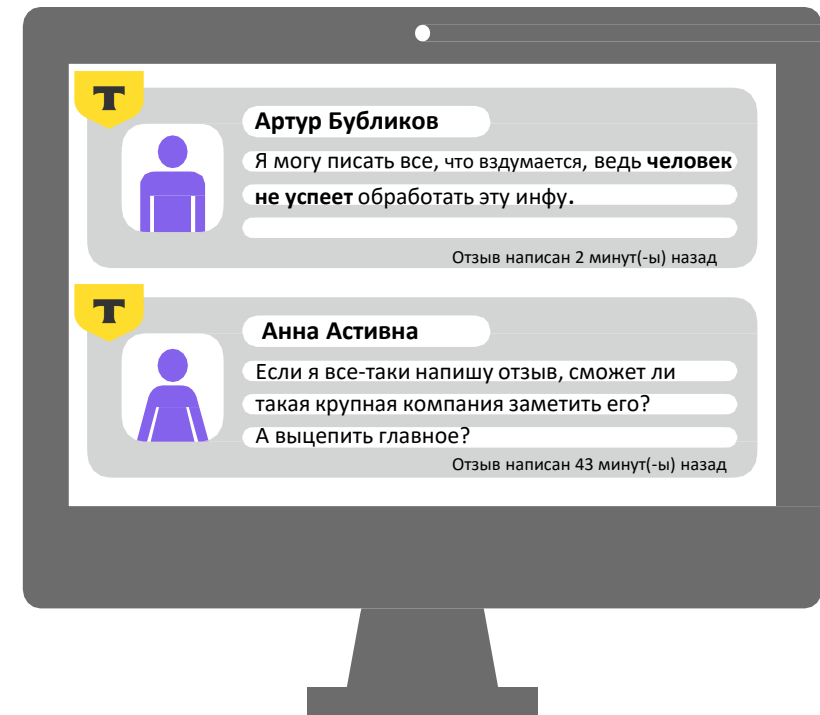 Т
Артур Бубликов
Я могу писать все, что вздумается, ведь человек
не успеет обработать эту инфу.
Отзыв написан 2 минут(-ы) назад
Т
Анна Астивна
Если я все-таки напишу отзыв, сможет ли
такая крупная компания заметить его?
А выцепить главное?
Отзыв написан 43 минут(-ы) назад